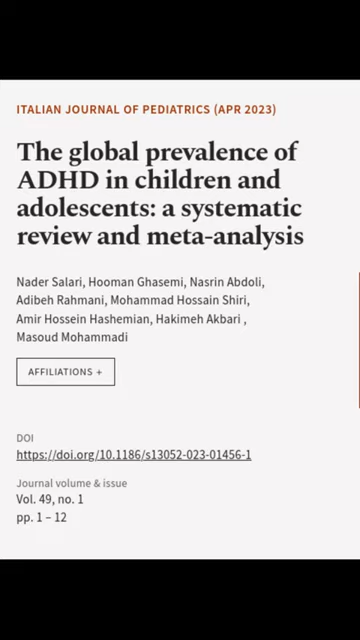 ITALIAN JOURNAL OF PEDIATRICS (APR 2023)
The global prevalence of
ADHD in children and
adolescents: a systematic
review and meta-analysis
Nader Salari, Hooman Ghasemi, Nasrin Abdoli,
Adibeh Rahmani, Mohammad Hossain Shiri,
Amir Hossein Hashemian, Hakimeh Akbari ,
Masoud Mohammadi
AFFILIATIONS +
DOI
https://doi.org/10.1186/s13052-023-01456-1
Journal volume & issue
Vol. 49, no. 1
pp. 1 – 12